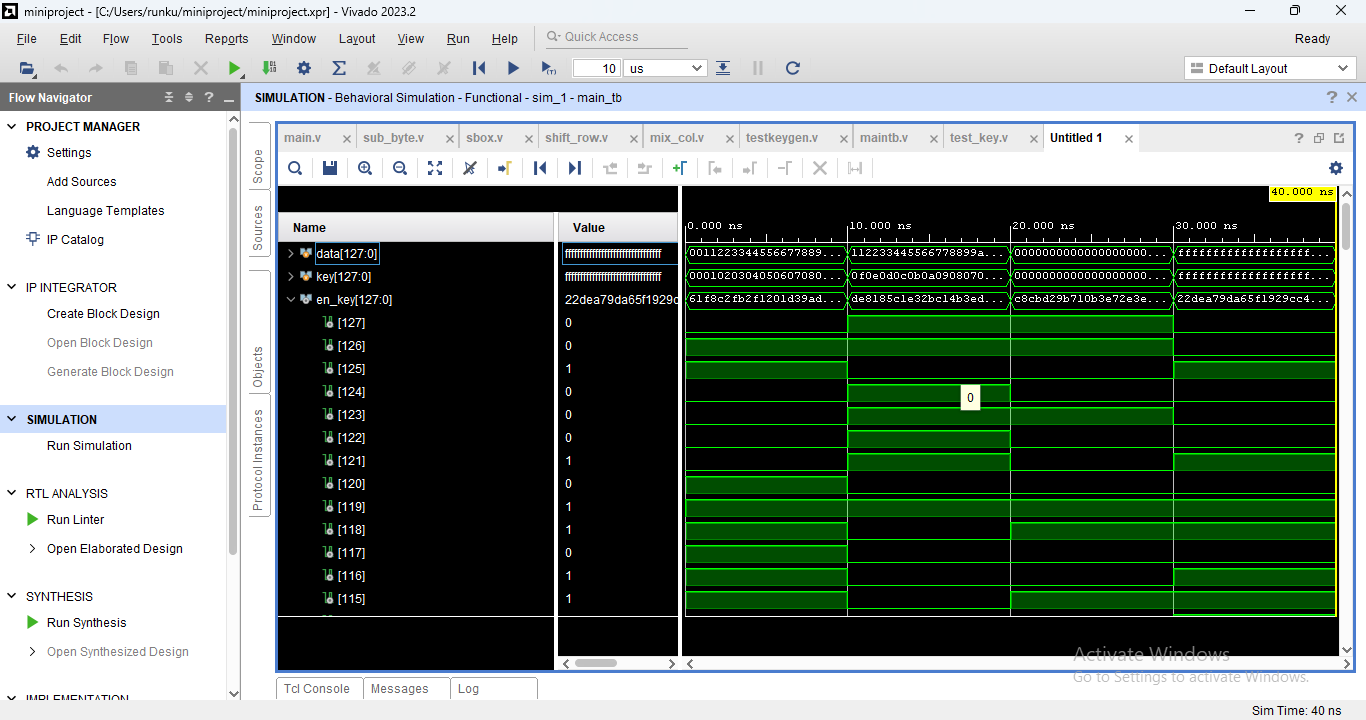 miniproject - [C:/Users/runku/miniproject/miniproject.xpr] - Vivado 2023.2
File Edit Flow Tools Reports Window Layout View Run Help Quick Access Ready
10 us Default Layout
Flow Navigator
PROJECT MANAGER
Settings
Add Sources
Language Templates
IP Catalog
IP INTEGRATOR
Create Block Design
Open Block Design
Generate Block Design
SIMULATION
Run Simulation
RTL ANALYSIS
Run Linter
Open Elaborated Design
SYNTHESIS
Run Synthesis
Open Synthesized Design
IMPLEMENTATION
SIMULATION - Behavioral Simulation - Functional - sim_1 - main_tb
Scope
Sources
Objects
Protocol Instances
main.v sub_byte.v sbox.v shift_row.v mix_col.v testkeygen.v maintb.v test_key.v Untitled 1
40.000 ns
Name Value 0.000 ns 10.000 ns 20.000 ns 30.000 ns
data[127:0] ffffffffffffffffffffffffffffffff 00112233445566778​89... 112233445566778899a... 0000000000000000000... fffffffffffffffffff...
key[127:0] ffffffffffffffffffffffffffffffff 0001020304050607080... 0f0e0d0c0b0a0908070... 0000000000000000000... fffffffffffffffffff...
en_key[127:0] 22dea79da65f1929c 61f8c2fb2f1201d39ad... de8185c1e32bc14b3ed... c8cbd29b710b3e72e3e... 22dea79da65f1929cc4...
[127] 0
[126] 0
[125] 1
[124] 0
0
[123] 0
[122] 0
[121] 1
[120] 0
[119] 1
[118] 1
[117] 0
[116] 1
[115] 1
Activate Windows
Go to Settings to activate Windows.
Tcl Console Messages Log
Sim Time: 40 ns